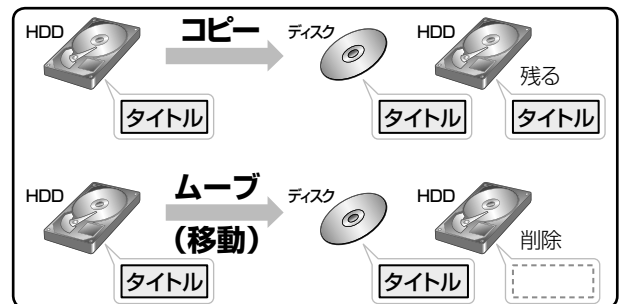 HDD コピー ディスク HDD
残る
タイトル タイトル タイトル
HDD ムーブ ディスク HDD
(移動)
削除
タイトル タイトル